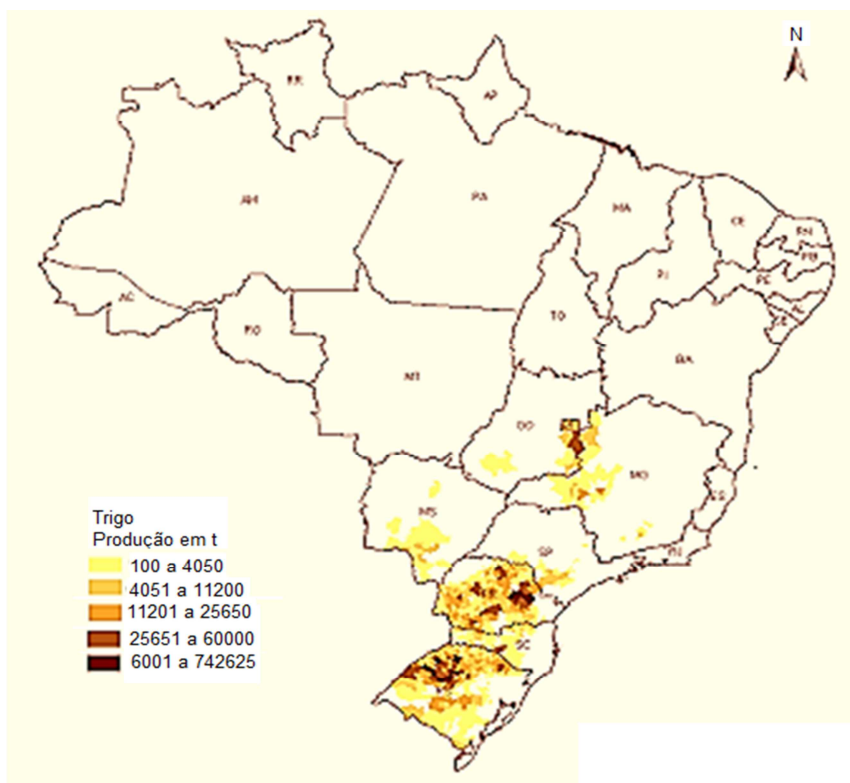 N
RR
AP
AM
PA
MA
CE
RN
PB
PE
AL
SE
PI
AC
RO
TO
BA
MT
GO
MG
ES
MS
SP
RJ
SC
Trigo
Produção em t
100 a 4050
4051 a 11200
11201 a 25650
25651 a 60000
6001 a 742625